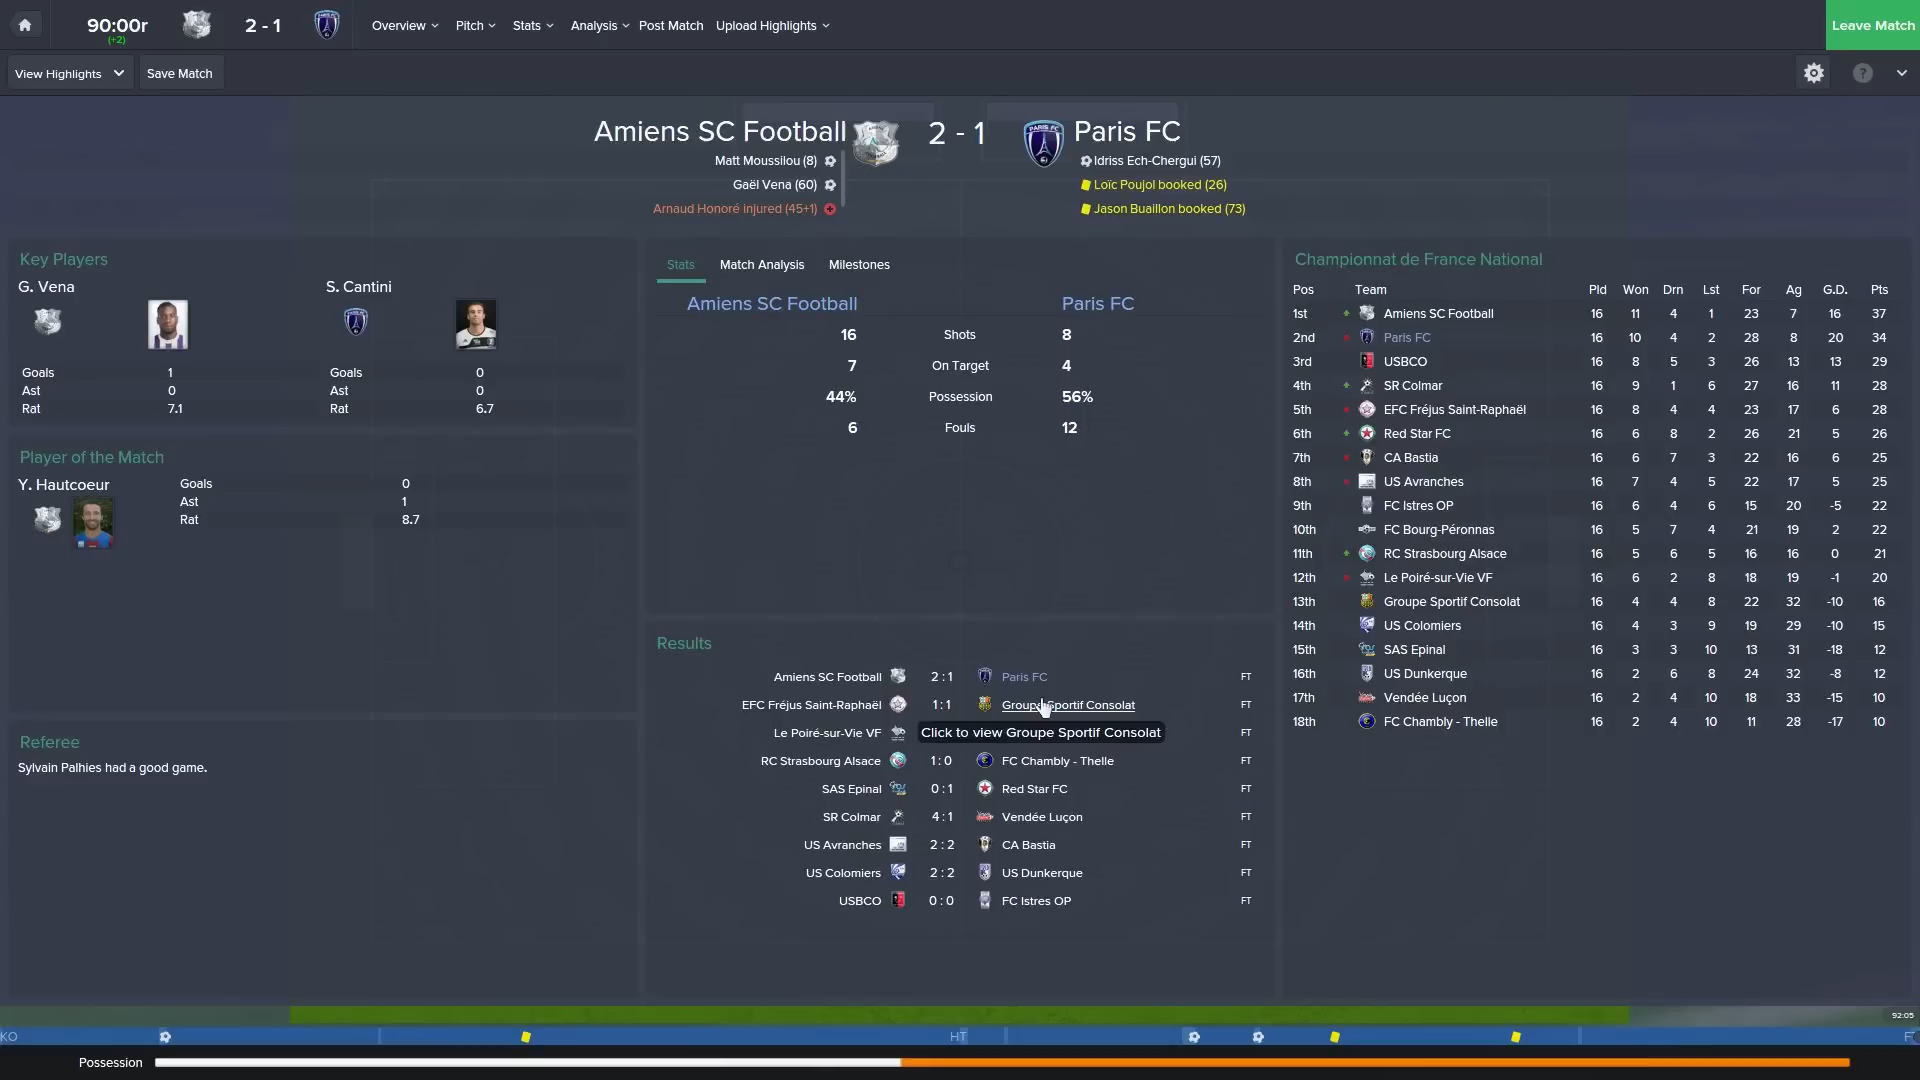 90:00r
(+2)
2 - 1
Overview
Pitch
Stats
Analysis
Post Match
Upload Highlights
Leave Match
View Highlights
Save Match
?
Amiens SC Football 2 - 1 Paris FC
Matt Moussilou (8)
Gaël Vena (60)
Arnaud Honoré injured (45+1)
Idriss Ech-Chergui (57)
Loïc Poujol booked (26)
Jason Buaillon booked (73)
Key Players
G. Vena
Goals 1
Ast 0
Rat 7.1
S. Cantini
Goals 0
Ast 0
Rat 6.7
Player of the Match
Y. Hautcoeur
Goals 0
Ast 1
Rat 8.7
Referee
Sylvain Palhies had a good game.
Stats Match Analysis Milestones
Amiens SC Football Paris FC
16 Shots 8
7 On Target 4
44% Possession 56%
6 Fouls 12
Results
Amiens SC Football 2 : 1 Paris FC FT
EFC Fréjus Saint-Raphaël 1 : 1 Groupe Sportif Consolat FT
Le Poiré-sur-Vie VF FT
Click to view Groupe Sportif Consolat
RC Strasbourg Alsace 1 : 0 FC Chambly - Thelle FT
SAS Epinal 0 : 1 Red Star FC FT
SR Colmar 4 : 1 Vendée Luçon FT
US Avranches 2 : 2 CA Bastia FT
US Colomiers 2 : 2 US Dunkerque FT
USBCO 0 : 0 FC Istres OP FT
Championnat de France National
Pos Team Pld Won Drn Lst For Ag G.D. Pts
1st Amiens SC Football 16 11 4 1 23 7 16 37
2nd Paris FC 16 10 4 2 28 8 20 34
3rd USBCO 16 8 5 3 26 13 13 29
4th SR Colmar 16 9 1 6 27 16 11 28
5th EFC Fréjus Saint-Raphaël 16 8 4 4 23 17 6 28
6th Red Star FC 16 6 8 2 26 21 5 26
7th CA Bastia 16 6 7 3 22 16 6 25
8th US Avranches 16 7 4 5 22 17 5 25
9th FC Istres OP 16 6 4 6 15 20 -5 22
10th FC Bourg-Péronnas 16 5 7 4 21 19 2 22
11th RC Strasbourg Alsace 16 5 6 5 16 16 0 21
12th Le Poiré-sur-Vie VF 16 6 2 8 18 19 -1 20
13th Groupe Sportif Consolat 16 4 4 8 22 32 -10 16
14th US Colomiers 16 4 3 9 19 29 -10 15
15th SAS Epinal 16 3 3 10 13 31 -18 12
16th US Dunkerque 16 2 6 8 24 32 -8 12
17th Vendée Luçon 16 2 4 10 18 33 -15 10
18th FC Chambly - Thelle 16 2 4 10 11 28 -17 10
92:05
KO HT
Possession